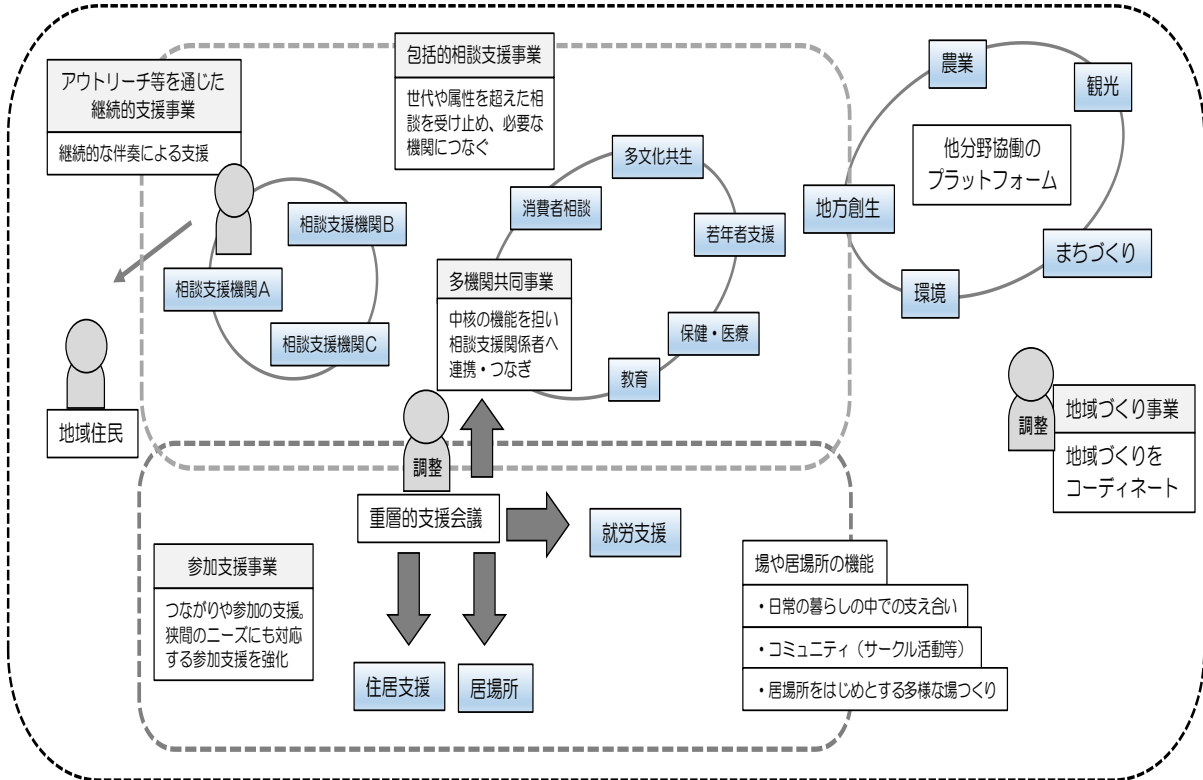 アウトリーチ等を通じた
継続的支援事業
継続的な伴奏による支援
包括的相談支援事業
世代や属性を超えた相
談を受け止め、必要な
機関につなぐ
農業
観光
他分野協働の
プラットフォーム
地方創生
まちづくり
環境
多文化共生
消費者相談
若年者支援
相談支援機関B
相談支援機関A
相談支援機関C
多機関共同事業
中核の機能を担い
相談支援関係者へ
連携・つなぎ
保健・医療
教育
地域住民
調整
重層的支援会議
調整
地域づくり事業
地域づくりを
コーディネート
就労支援
参加支援事業
つながりや参加の支援。
狭間のニーズにも対応
する参加支援を強化
住居支援
居場所
場や居場所の機能
・日常の暮らしの中での支え合い
・コミュニティ（サークル活動等）
・居場所をはじめとする多様な場つくり